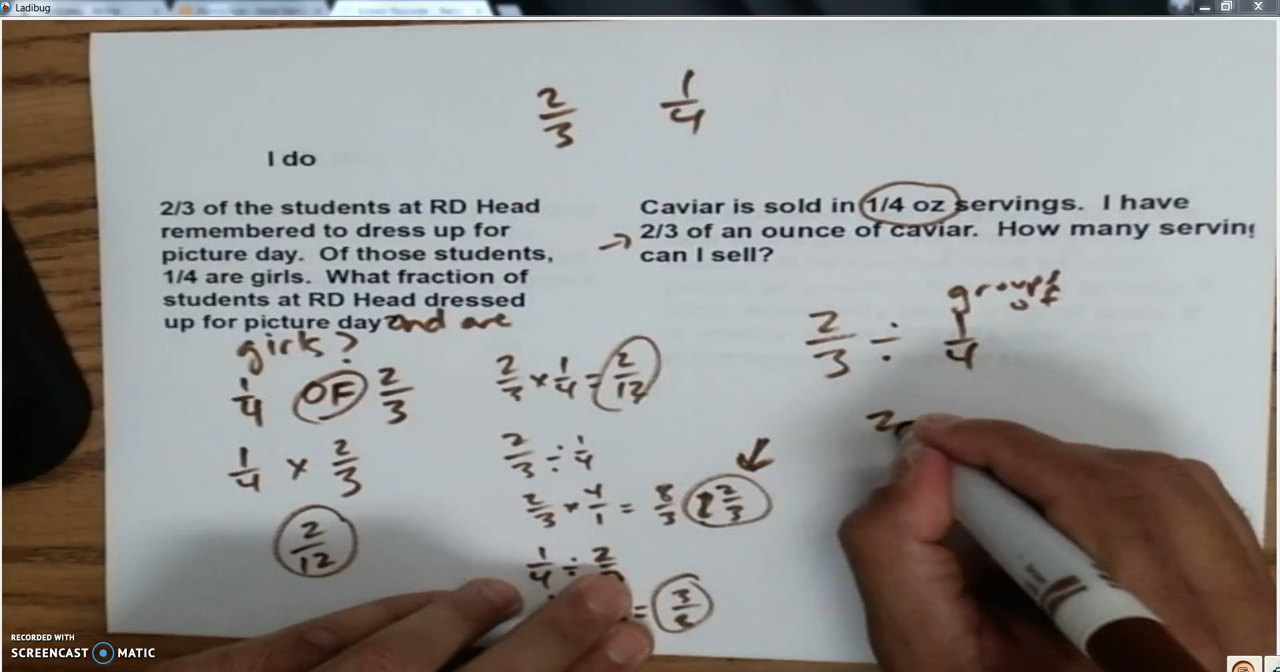 Ladibug
2/3 1/4
I do
2/3 of the students at RD Head
remembered to dress up for
picture day. Of those students,
1/4 are girls. What fraction of
students at RD Head dressed
up for picture day? and are
girls?
1/4 OF 2/3
1/4 × 2/3
2/12
2/3 × 1/4 = 2/12
2/3 ÷ 1/4
2/3 × 4/1 = 8/3 2 2/3
1/4 ÷ 2/
= 3/2
Caviar is sold in 1/4 oz servings. I have
→ 2/3 of an ounce of caviar. How many serving
can I sell?
groups
of
2/3 ÷ 1/4
2
RECORDED WITH
SCREENCAST MATIC